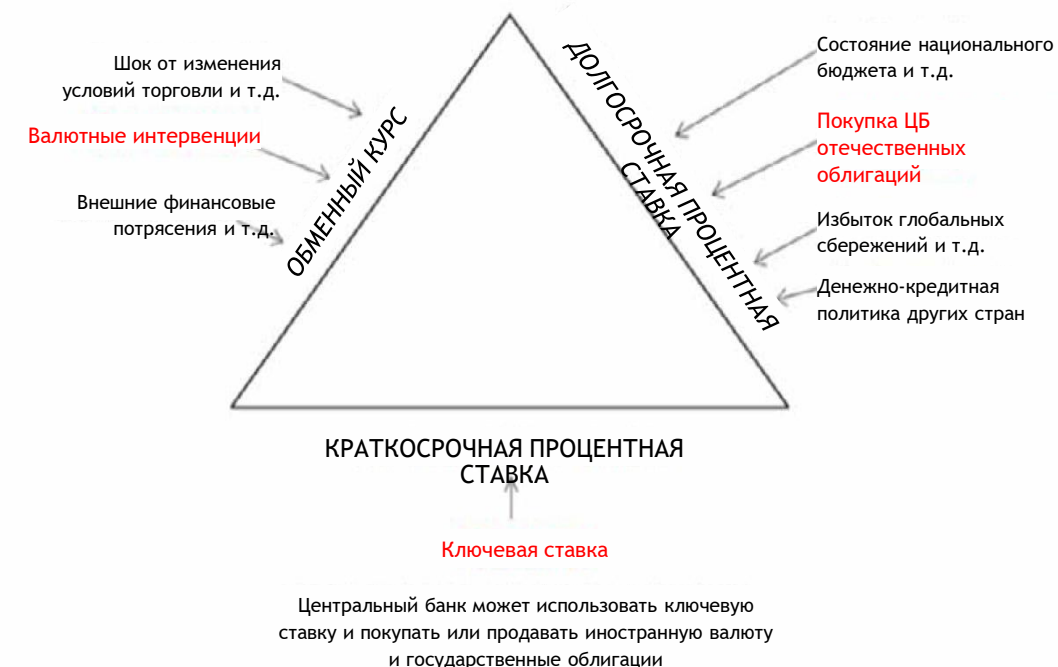 Шок от изменения
условий торговли и т.д.
Валютные интервенции
Внешние финансовые
потрясения и т.д.
ОБМЕННЫЙ КУРС
ДОЛГОСРОЧНАЯ ПРОЦЕНТНАЯ
СТАВКА
Состояние национального
бюджета и т.д.
Покупка ЦБ
отечественных
облигаций
Избыток глобальных
сбережений и т.д.
Денежно-кредитная
политика других стран
КРАТКОСРОЧНАЯ ПРОЦЕНТНАЯ
СТАВКА
Ключевая ставка
Центральный банк может использовать ключевую
ставку и покупать или продавать иностранную валюту
и государственные облигации